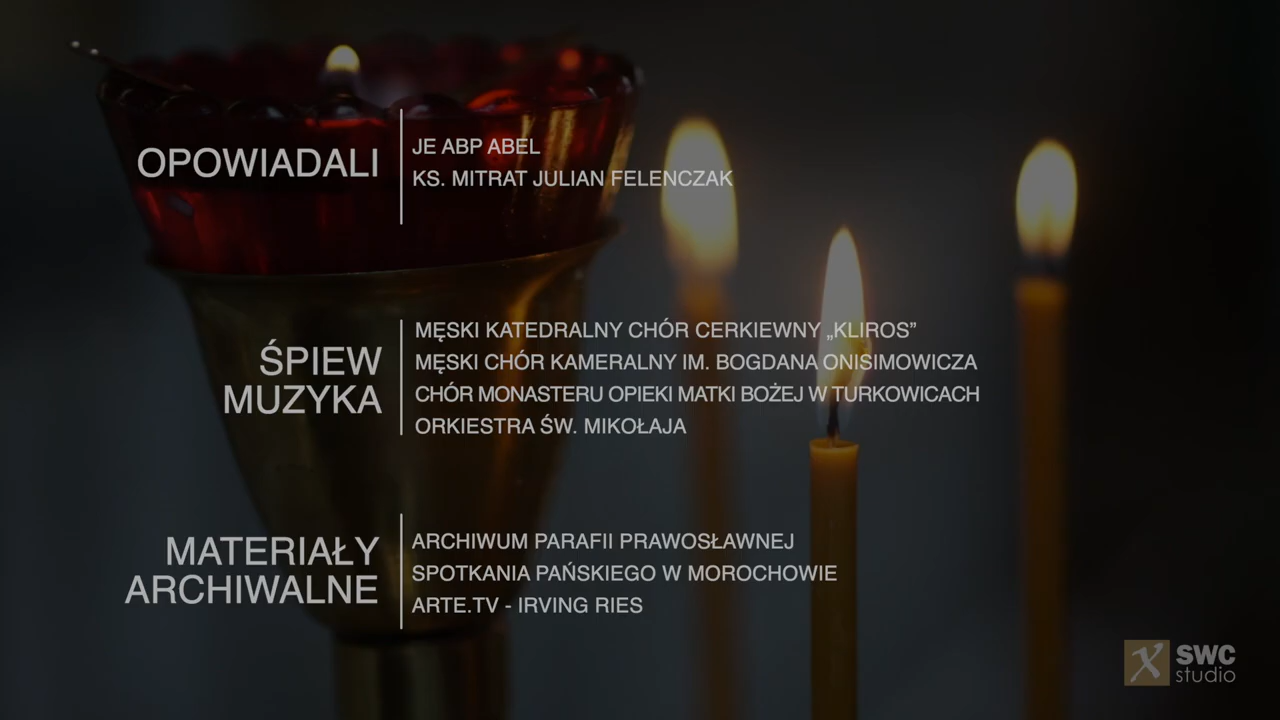 OPOWIADALI
JE ABP ABEL
KS. MITRAT JULIAN FELENCZAK
ŚPIEW
MUZYKA
MĘSKI KATEDRALNY CHÓR CERKIEWNY „KLIROS”
MĘSKI CHÓR KAMERALNY IM. BOGDANA ONISIMOWICZA
CHÓR MONASTERU OPIEKI MATKI BOŻEJ W TURKOWICACH
ORKIESTRA ŚW. MIKOŁAJA
MATERIAŁY
ARCHIWALNE
ARCHIWUM PARAFII PRAWOSŁAWNEJ
SPOTKANIA PAŃSKIEGO W MOROCHOWIE
ARTE.TV - IRVING RIES
SWC
studio